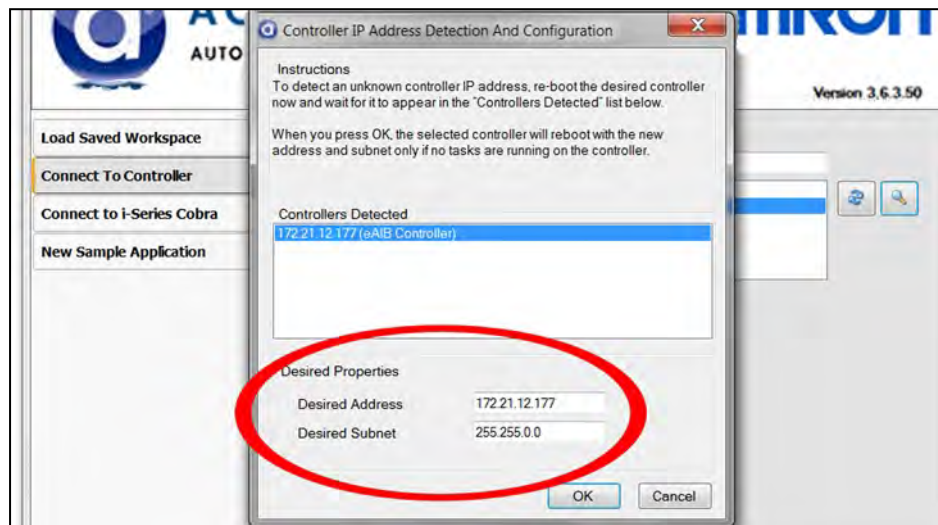 AUTO
Version 3.6.3.50
Load Saved Workspace
Connect To Controller
Connect to i-Series Cobra
New Sample Application
Controller IP Address Detection And Configuration
Instructions
To detect an unknown controller IP address, re-boot the desired controller
now and wait for it to appear in the "Controllers Detected" list below.
When you press OK, the selected controller will reboot with the new
address and subnet only if no tasks are running on the controller.
Controllers Detected
172.21.12.177 (eAIB Controller)
Desired Properties
Desired Address 172.21.12.177
Desired Subnet 255.255.0.0
OK Cancel